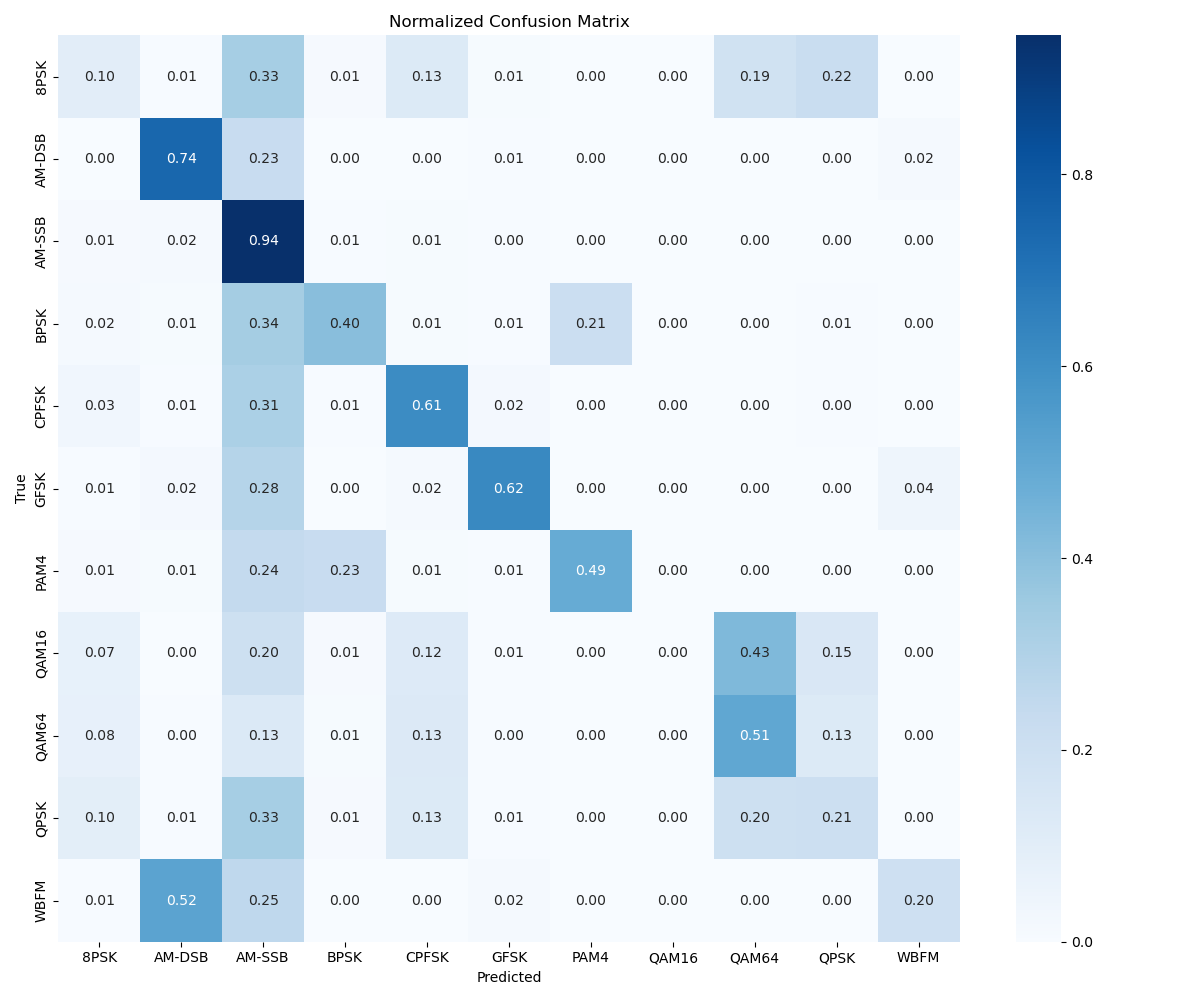 Normalized Confusion Matrix
True
8PSK 0.10 0.01 0.33 0.01 0.13 0.01 0.00 0.00 0.19 0.22 0.00
AM-DSB 0.00 0.74 0.23 0.00 0.00 0.01 0.00 0.00 0.00 0.00 0.02
AM-SSB 0.01 0.02 0.94 0.01 0.01 0.00 0.00 0.00 0.00 0.00 0.00
BPSK 0.02 0.01 0.34 0.40 0.01 0.01 0.21 0.00 0.00 0.01 0.00
CPFSK 0.03 0.01 0.31 0.01 0.61 0.02 0.00 0.00 0.00 0.00 0.00
GFSK 0.01 0.02 0.28 0.00 0.02 0.62 0.00 0.00 0.00 0.00 0.04
PAM4 0.01 0.01 0.24 0.23 0.01 0.01 0.49 0.00 0.00 0.00 0.00
QAM16 0.07 0.00 0.20 0.01 0.12 0.01 0.00 0.00 0.43 0.15 0.00
QAM64 0.08 0.00 0.13 0.01 0.13 0.00 0.00 0.00 0.51 0.13 0.00
QPSK 0.10 0.01 0.33 0.01 0.13 0.01 0.00 0.00 0.20 0.21 0.00
WBFM 0.01 0.52 0.25 0.00 0.00 0.02 0.00 0.00 0.00 0.00 0.20
8PSK AM-DSB AM-SSB BPSK CPFSK GFSK PAM4 QAM16 QAM64 QPSK WBFM
Predicted
0.8
0.6
0.4
0.2
0.0